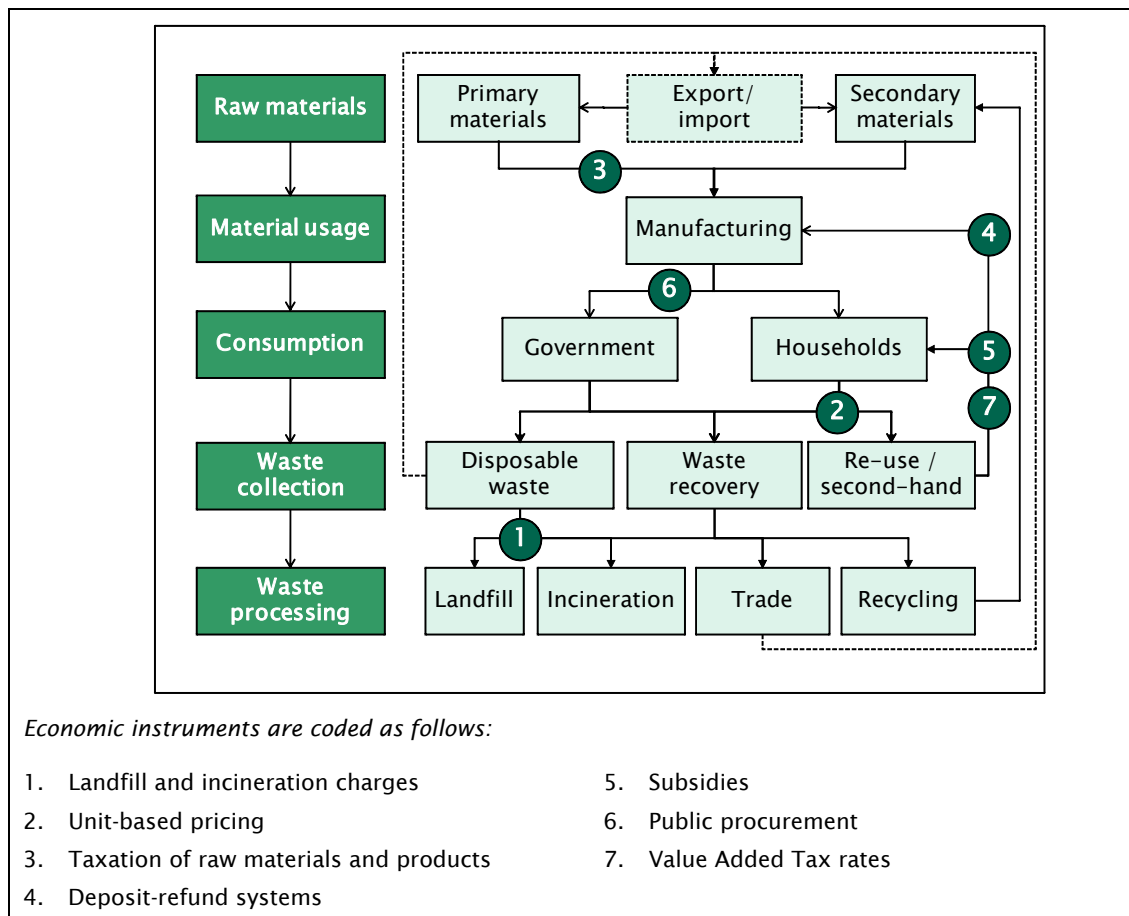 Raw materials
Primary
materials
Export/
import
Secondary
materials
3
Material usage
Manufacturing
4
6
Consumption
Government
Households
5
2
7
Waste
collection
Disposable
waste
Waste
recovery
Re-use /
second-hand
1
Waste
processing
Landfill
Incineration
Trade
Recycling
Economic instruments are coded as follows:
1. Landfill and incineration charges
2. Unit-based pricing
3. Taxation of raw materials and products
4. Deposit-refund systems
5. Subsidies
6. Public procurement
7. Value Added Tax rates